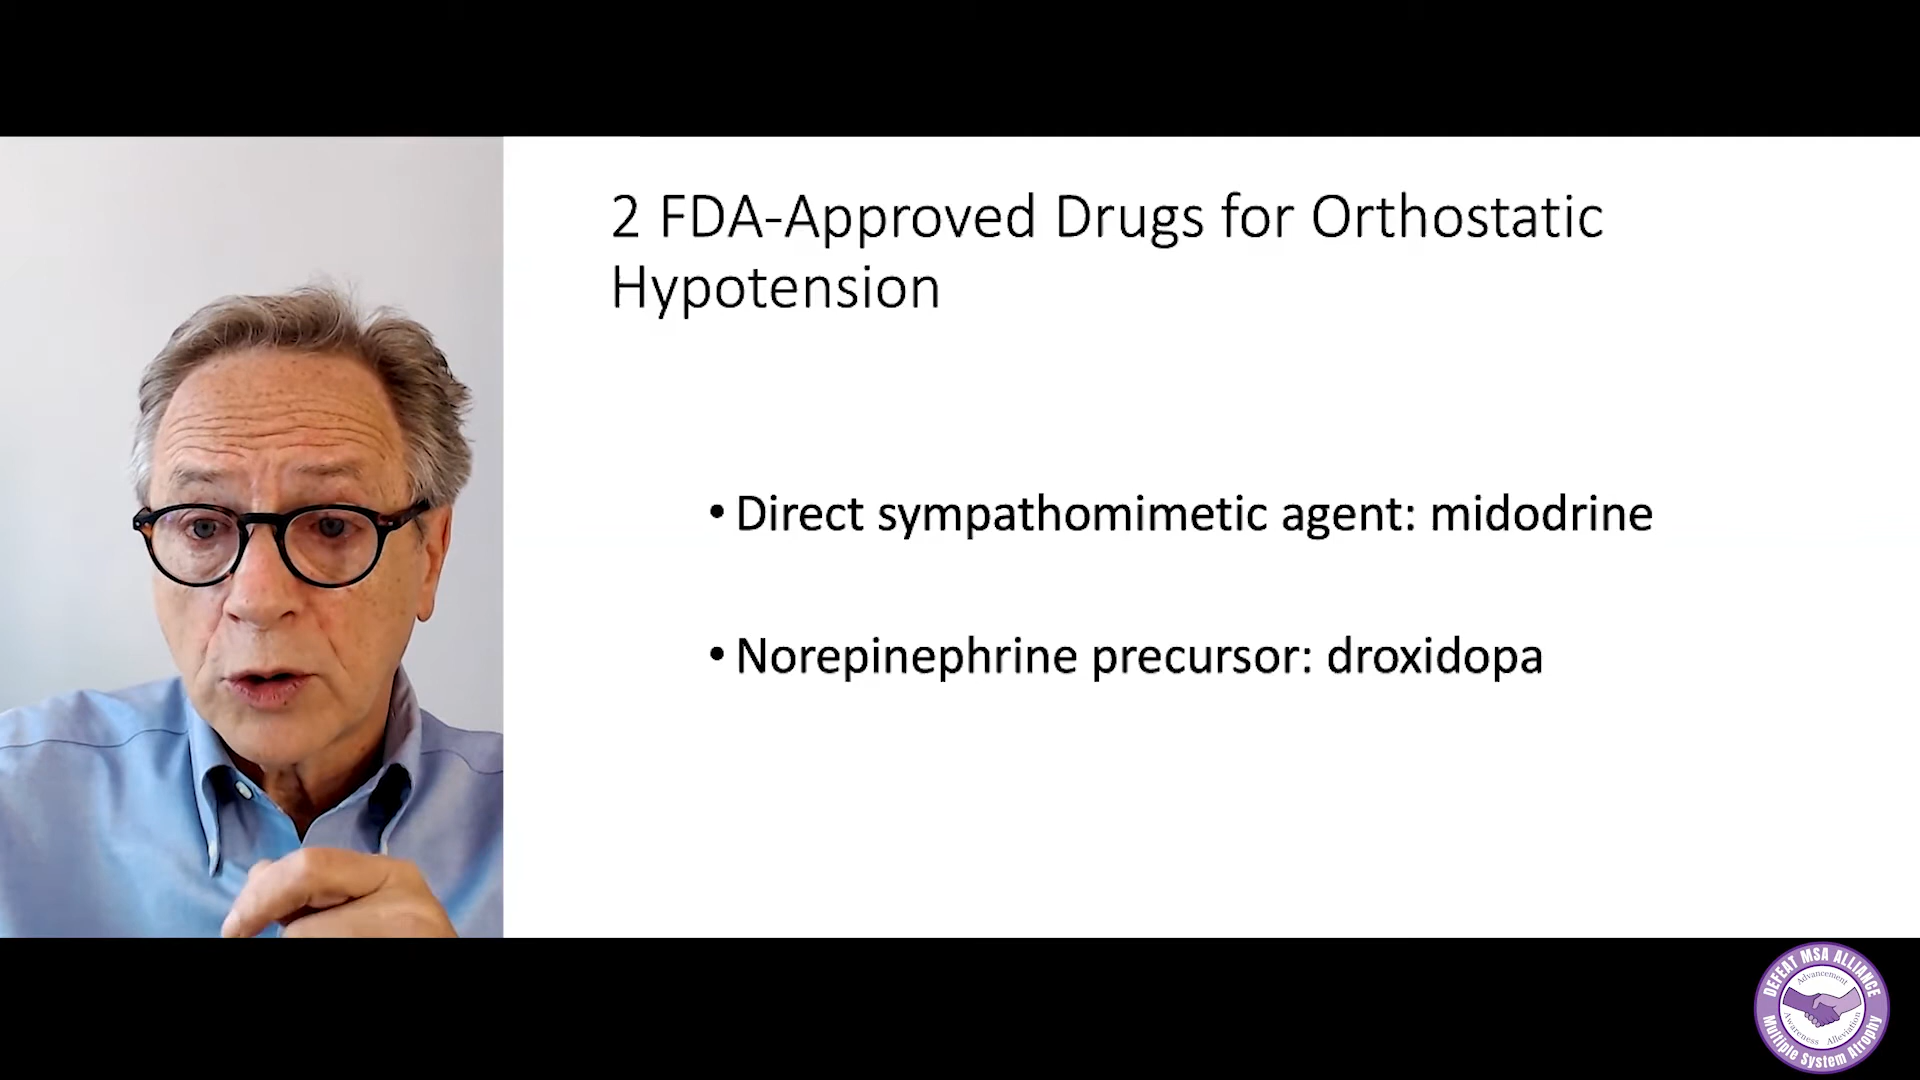 2 FDA-Approved Drugs for Orthostatic
Hypotension
• Direct sympathomimetic agent: midodrine
• Norepinephrine precursor: droxidopa
DEFEAT MSA ALLIANCE
Advancement
Awareness Alleviation
Multiple System Atrophy